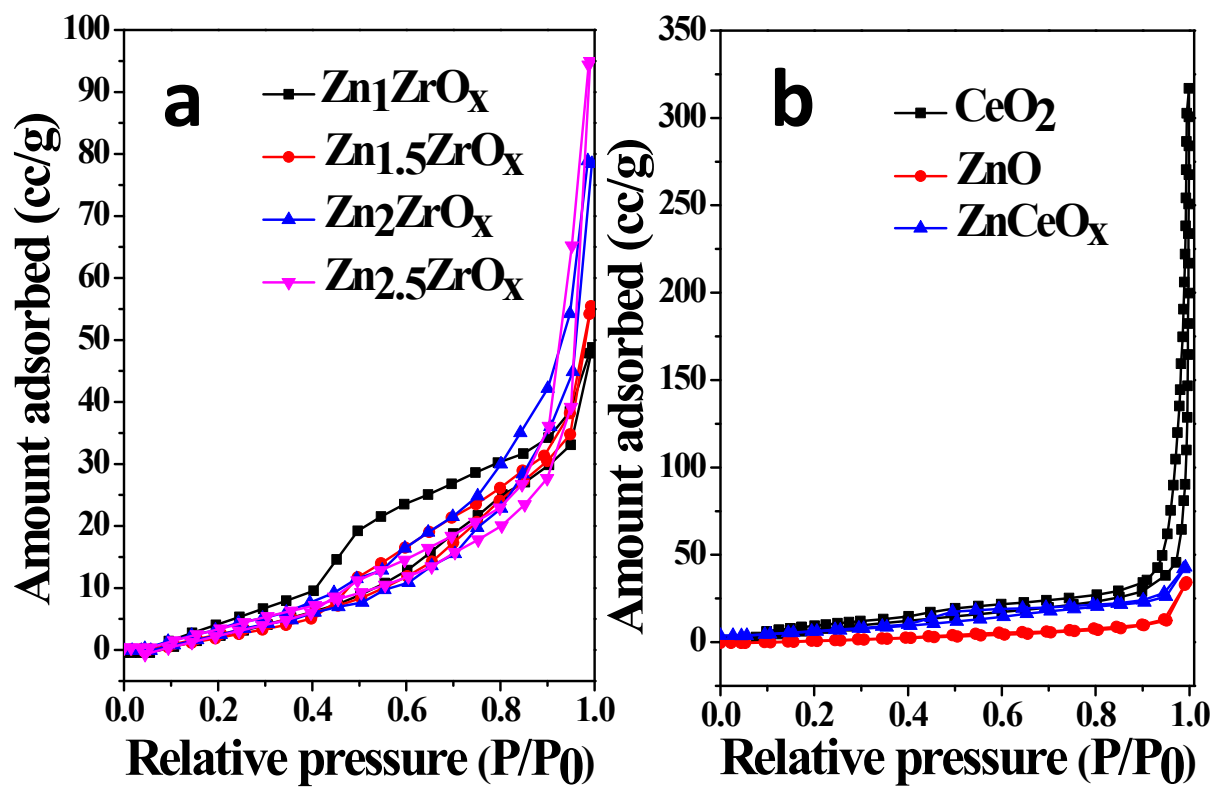 a
Zn1ZrOx
Zn1.5ZrOx
Zn2ZrOx
Zn2.5ZrOx
100
90
80
70
60
50
40
30
20
10
0
0.0 0.2 0.4 0.6 0.8 1.0
Amount adsorbed (cc/g)
Relative pressure (P/P0)
b
CeO2
ZnO
ZnCeOx
350
300
250
200
150
100
50
0
0.0 0.2 0.4 0.6 0.8 1.0
Amount adsorbed (cc/g)
Relative pressure (P/P0)